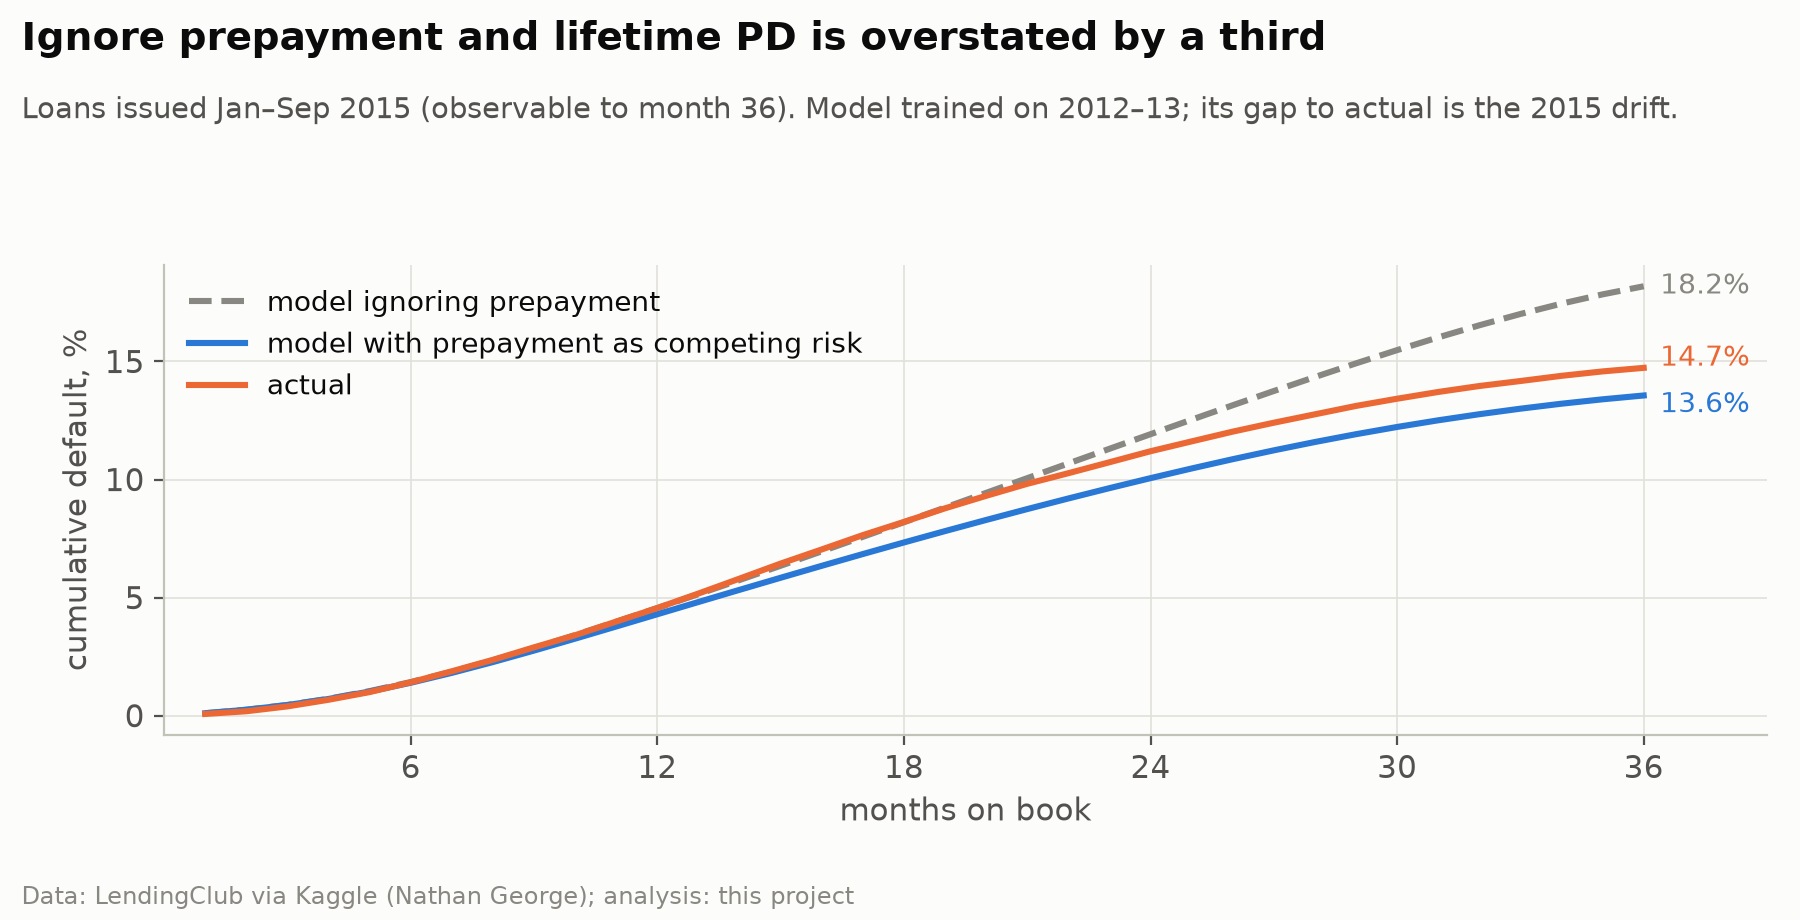 Ignore prepayment and lifetime PD is overstated by a third
Loans issued Jan–Sep 2015 (observable to month 36). Model trained on 2012–13; its gap to actual is the 2015 drift.
model ignoring prepayment
model with prepayment as competing risk
actual
18.2%
14.7%
13.6%
cumulative default, %
15
10
5
0
6 12 18 24 30 36
months on book
Data: LendingClub via Kaggle (Nathan George); analysis: this project